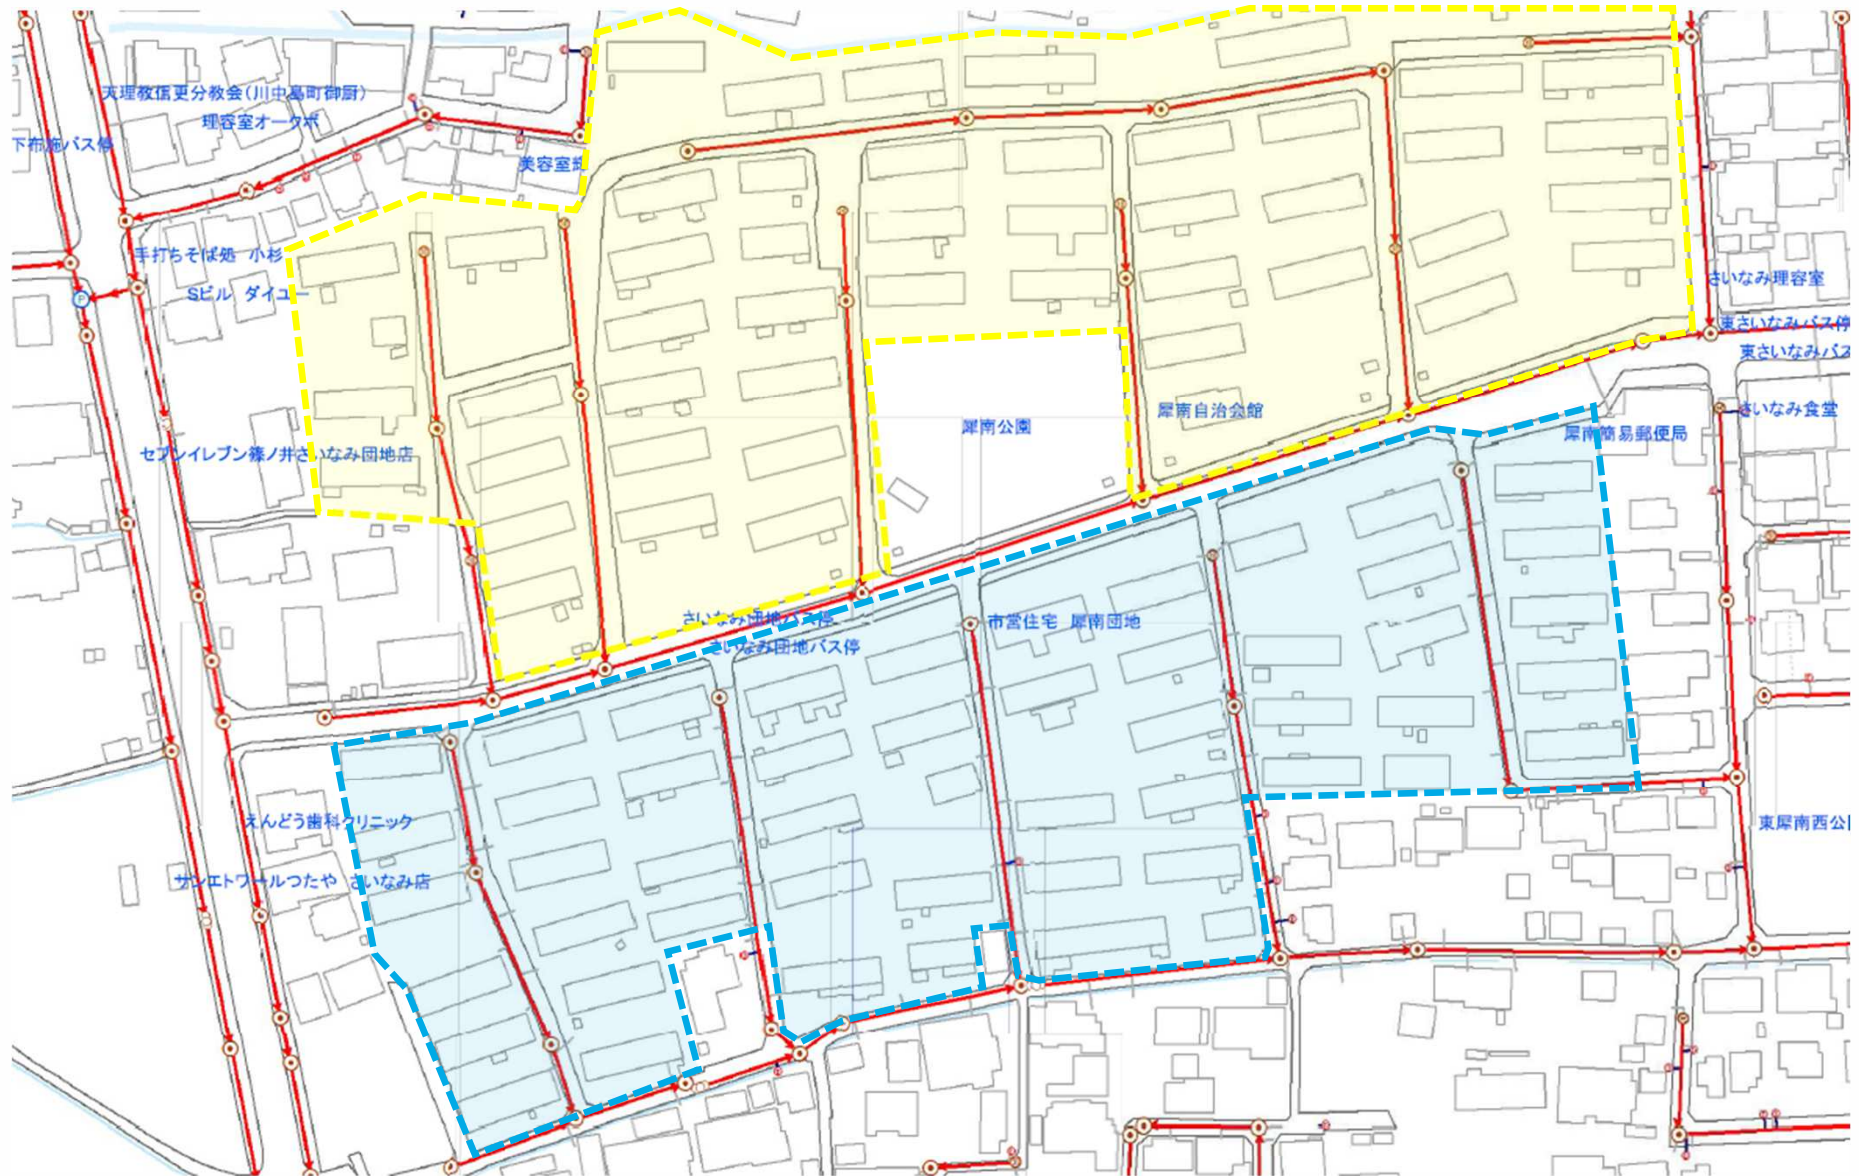 天理教信更分教会(川中島町御厨)
理容室オークボ
下布施バス停
美容室
手打ちそば処 小杉
Sビル ダイユー
さいなみ理容室
東さいなみバス停
東さいなみバス
さいなみ食堂
犀南自治会館
犀南公園
犀南簡易郵便局
セブンイレブン篠ノ井さいなみ団地店
さいなみ団地バス停
さいなみ団地バス停
市営住宅 犀南団地
えんどう歯科クリニック
サンエトワールつたや さいなみ店
東犀南西公
P